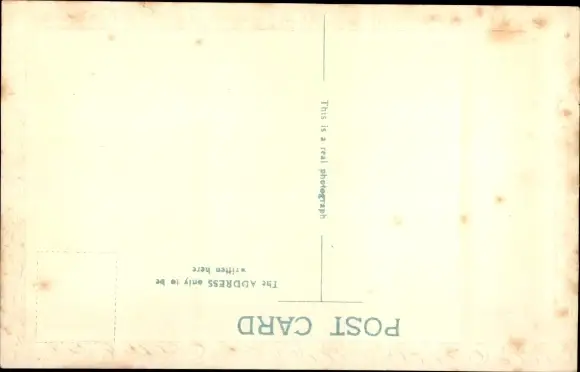 POST CARD
This is a real photograph
The ADDRESS only to be
written here